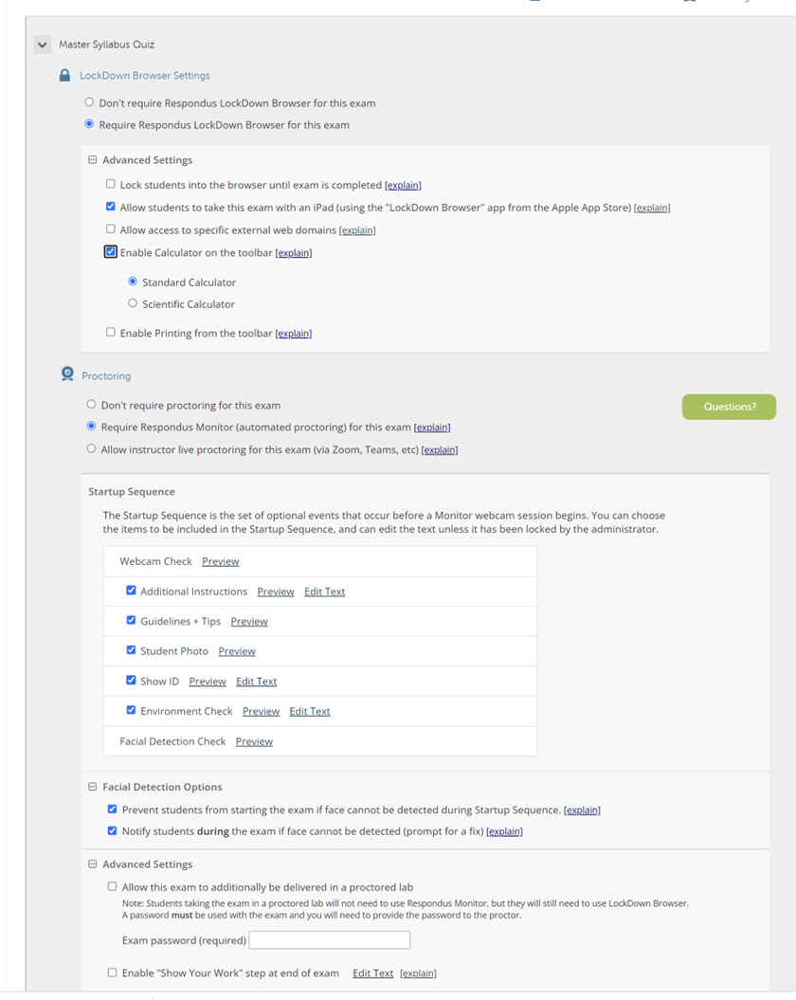 Master Syllabus Quiz
LockDown Browser Settings
Don't require Respondus LockDown Browser for this exam
Require Respondus LockDown Browser for this exam
Advanced Settings
Lock students into the browser until exam is completed [explain]
Allow students to take this exam with an iPad (using the "LockDown Browser" app from the Apple App Store) [explain]
Allow access to specific external web domains [explain]
Enable Calculator on the toolbar [explain]
Standard Calculator
Scientific Calculator
Enable Printing from the toolbar [explain]
Proctoring
Don't require proctoring for this exam
Questions?
Require Respondus Monitor (automated proctoring) for this exam [explain]
Allow instructor live proctoring for this exam (via Zoom, Teams, etc) [explain]
Startup Sequence
The Startup Sequence is the set of optional events that occur before a Monitor webcam session begins. You can choose
the items to be included in the Startup Sequence, and can edit the text unless it has been locked by the administrator.
Webcam Check Preview
Additional Instructions Preview Edit Text
Guidelines + Tips Preview
Student Photo Preview
Show ID Preview Edit Text
Environment Check Preview Edit Text
Facial Detection Check Preview
Facial Detection Options
Prevent students from starting the exam if face cannot be detected during Startup Sequence. [explain]
Notify students during the exam if face cannot be detected (prompt for a fix) [explain]
Advanced Settings
Allow this exam to additionally be delivered in a proctored lab
Note: Students taking the exam in a proctored lab will not need to use Respondus Monitor, but they will still need to use LockDown Browser.
A password must be used with the exam and you will need to provide the password to the proctor.
Exam password (required)
Enable "Show Your Work" step at end of exam Edit Text [explain]